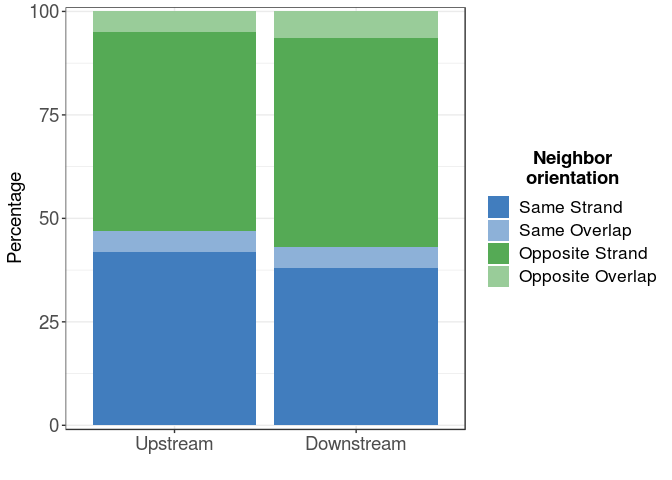 100
75
50
25
0
Percentage
Upstream
Downstream
Neighbor
orientation
Same Strand
Same Overlap
Opposite Strand
Opposite Overlap